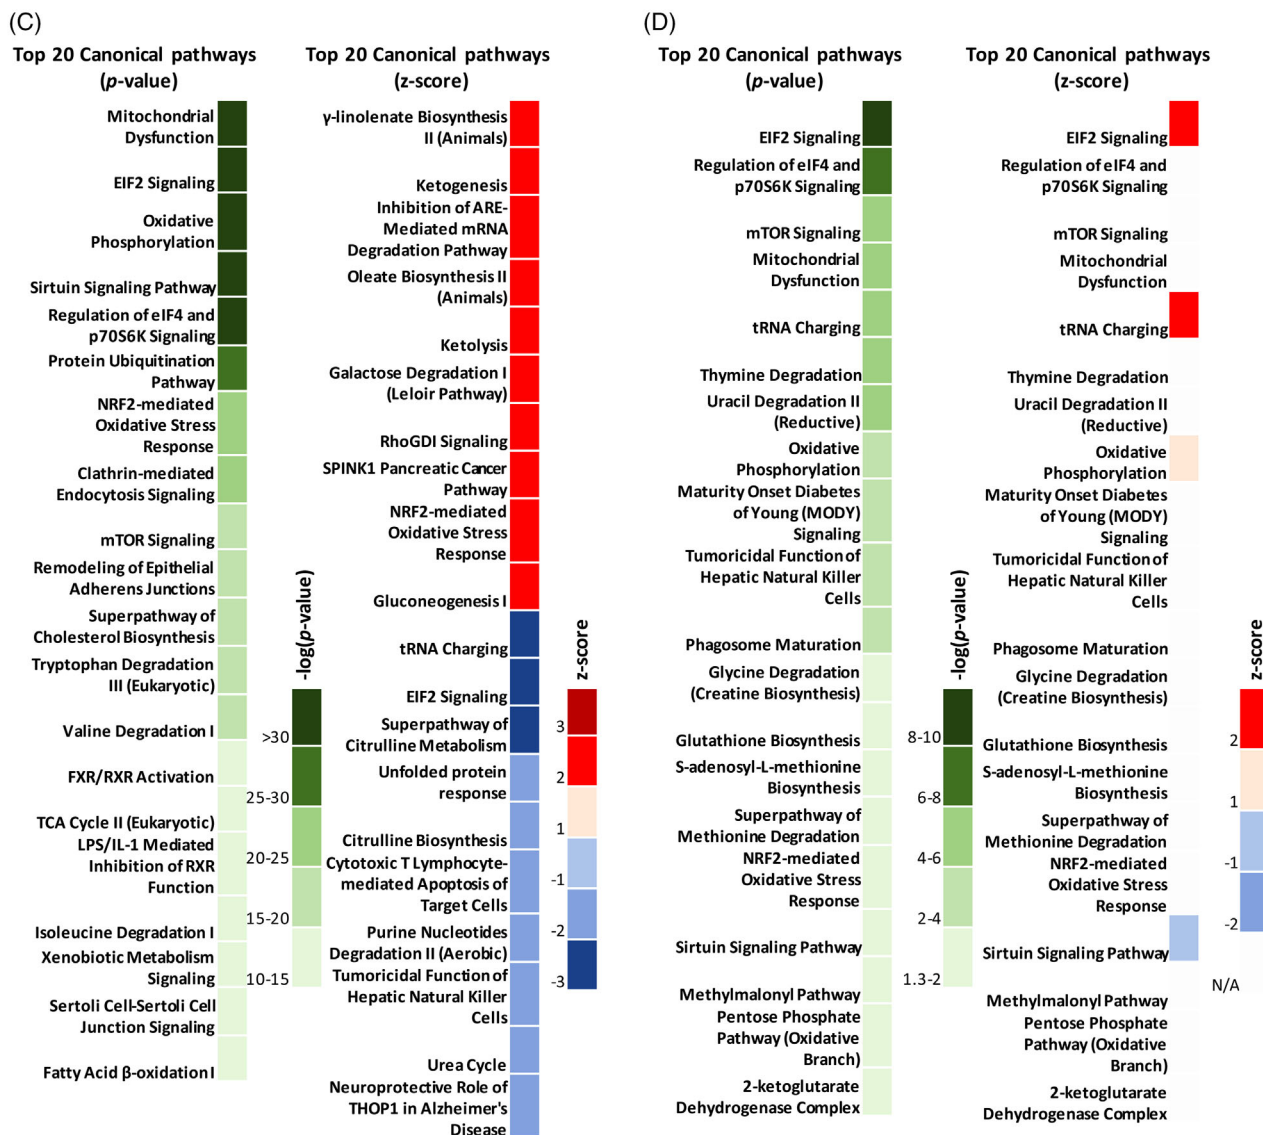 (C)
Top 20 Canonical pathways
(p-value)
Mitochondrial
Dysfunction
EIF2 Signaling
Oxidative
Phosphorylation
Sirtuin Signaling Pathway
Regulation of eIF4 and
p70S6K Signaling
Protein Ubiquitination
Pathway
NRF2-mediated
Oxidative Stress
Response
Clathrin-mediated
Endocytosis Signaling
mTOR Signaling
Remodeling of Epithelial
Adherens Junctions
Superpathway of
Cholesterol Biosynthesis
Tryptophan Degradation
III (Eukaryotic)
Valine Degradation I
FXR/RXR Activation
TCA Cycle II (Eukaryotic)
LPS/IL-1 Mediated
Inhibition of RXR
Function
Isoleucine Degradation I
Xenobiotic Metabolism
Signaling
Sertoli Cell-Sertoli Cell
Junction Signaling
Fatty Acid β-oxidation I
-log(p-value)
>30
25-30
20-25
15-20
10-15
Top 20 Canonical pathways
(z-score)
γ-linolenate Biosynthesis
II (Animals)
Ketogenesis
Inhibition of ARE-
Mediated mRNA
Degradation Pathway
Oleate Biosynthesis II
(Animals)
Ketolysis
Galactose Degradation I
(Leloir Pathway)
RhoGDI Signaling
SPINK1 Pancreatic Cancer
Pathway
NRF2-mediated
Oxidative Stress
Response
Gluconeogenesis I
tRNA Charging
EIF2 Signaling
Superpathway of
Citrulline Metabolism
Unfolded protein
response
Citrulline Biosynthesis
Cytotoxic T Lymphocyte-
mediated Apoptosis of
Target Cells
Purine Nucleotides
Degradation II (Aerobic)
Tumoricidal Function of
Hepatic Natural Killer
Cells
Urea Cycle
Neuroprotective Role of
THOP1 in Alzheimer's
Disease
z-score
3
2
1
-1
-2
-3
(D)
Top 20 Canonical pathways
(p-value)
EIF2 Signaling
Regulation of eIF4 and
p70S6K Signaling
mTOR Signaling
Mitochondrial
Dysfunction
tRNA Charging
Thymine Degradation
Uracil Degradation II
(Reductive)
Oxidative
Phosphorylation
Maturity Onset Diabetes
of Young (MODY)
Signaling
Tumoricidal Function of
Hepatic Natural Killer
Cells
Phagosome Maturation
Glycine Degradation
(Creatine Biosynthesis)
Glutathione Biosynthesis
S-adenosyl-L-methionine
Biosynthesis
Superpathway of
Methionine Degradation
NRF2-mediated
Oxidative Stress
Response
Sirtuin Signaling Pathway
Methylmalonyl Pathway
Pentose Phosphate
Pathway (Oxidative
Branch)
2-ketoglutarate
Dehydrogenase Complex
-log(p-value)
8-10
6-8
4-6
2-4
1.3-2
Top 20 Canonical pathways
(z-score)
EIF2 Signaling
Regulation of eIF4 and
p70S6K Signaling
mTOR Signaling
Mitochondrial
Dysfunction
tRNA Charging
Thymine Degradation
Uracil Degradation II
(Reductive)
Oxidative
Phosphorylation
Maturity Onset Diabetes
of Young (MODY)
Signaling
Tumoricidal Function of
Hepatic Natural Killer
Cells
Phagosome Maturation
Glycine Degradation
(Creatine Biosynthesis)
Glutathione Biosynthesis
S-adenosyl-L-methionine
Biosynthesis
Superpathway of
Methionine Degradation
NRF2-mediated
Oxidative Stress
Response
Sirtuin Signaling Pathway
Methylmalonyl Pathway
Pentose Phosphate
Pathway (Oxidative
Branch)
2-ketoglutarate
Dehydrogenase Complex
z-score
2
1
-1
-2
N/A